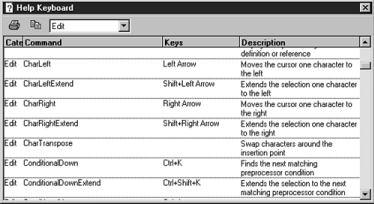 Help Keyboard
Edit
Cate Command Keys Description
definition or reference
Edit CharLeft Left Arrow Moves the cursor one character to
the left
Edit CharLeftExtend Shift+Left Arrow Extends the selection one character
to the left
Edit CharRight Right Arrow Moves the cursor one character to
the right
Edit CharRightExtend Shift+Right Arrow Extends the selection one character
to the right
Edit CharTranspose Swap characters around the
insertion point
Edit ConditionalDown Ctrl+K Finds the next matching
preprocessor condition
Edit ConditionalDownExtend Ctrl+Shift+K Extends the selection to the next
matching preprocessor condition